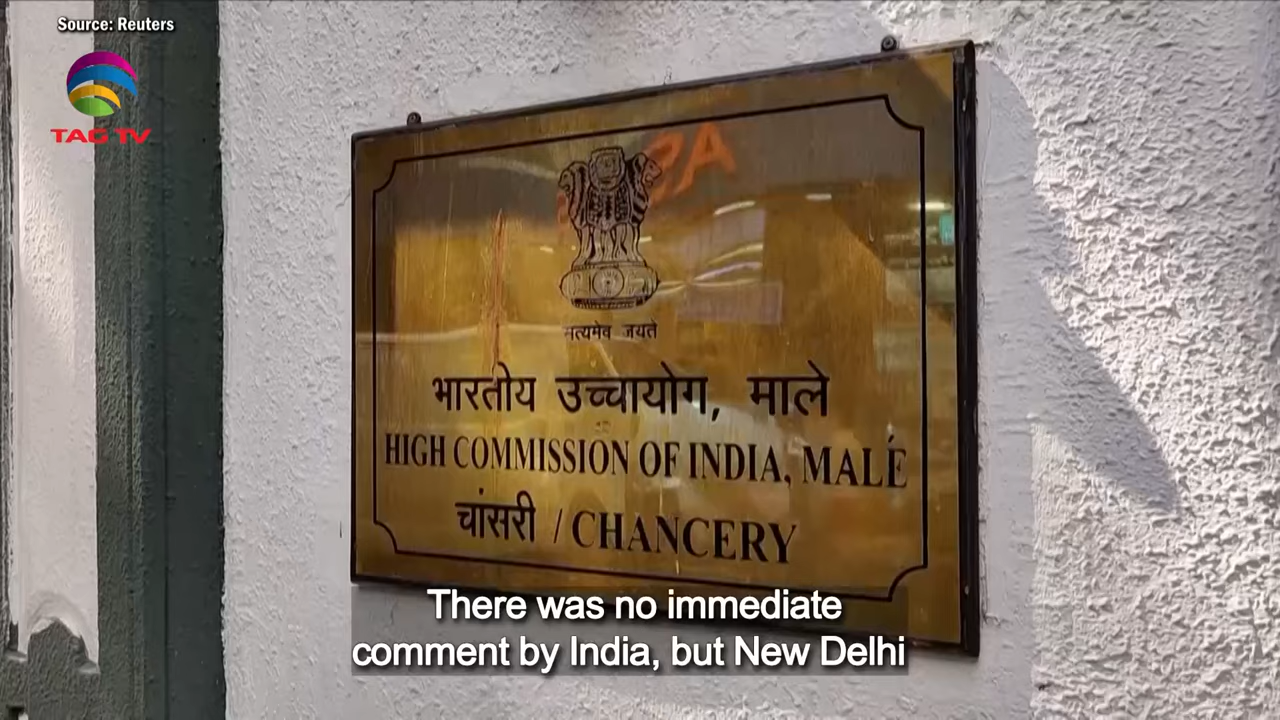 Source: Reuters
TAG TV
सत्यमेव जयते
भारतीय उच्चायोग, माले
HIGH COMMISSION OF INDIA, MALÉ
चांसरी / CHANCERY
There was no immediate
comment by India, but New Delhi